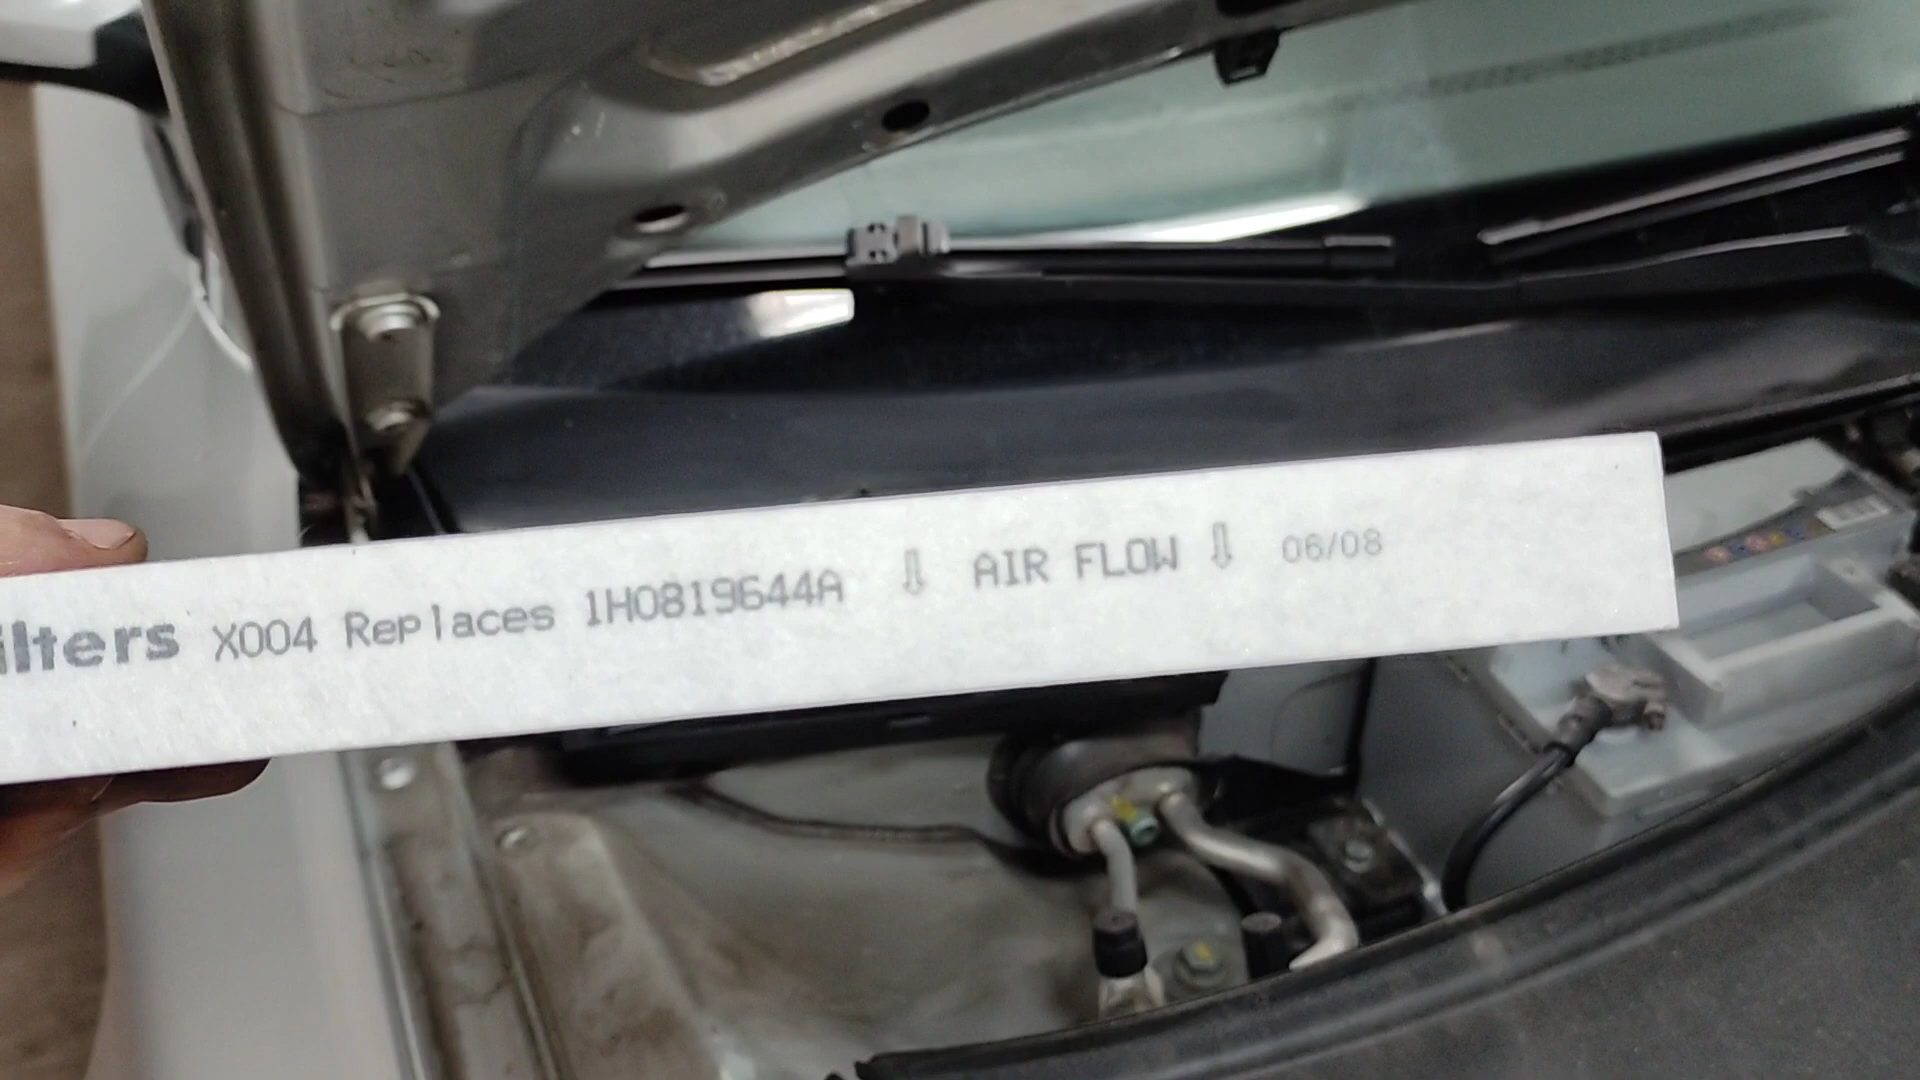 ilters X004 Replaces 1H0819644A ⇩ AIR FLOW ⇩ 06/08